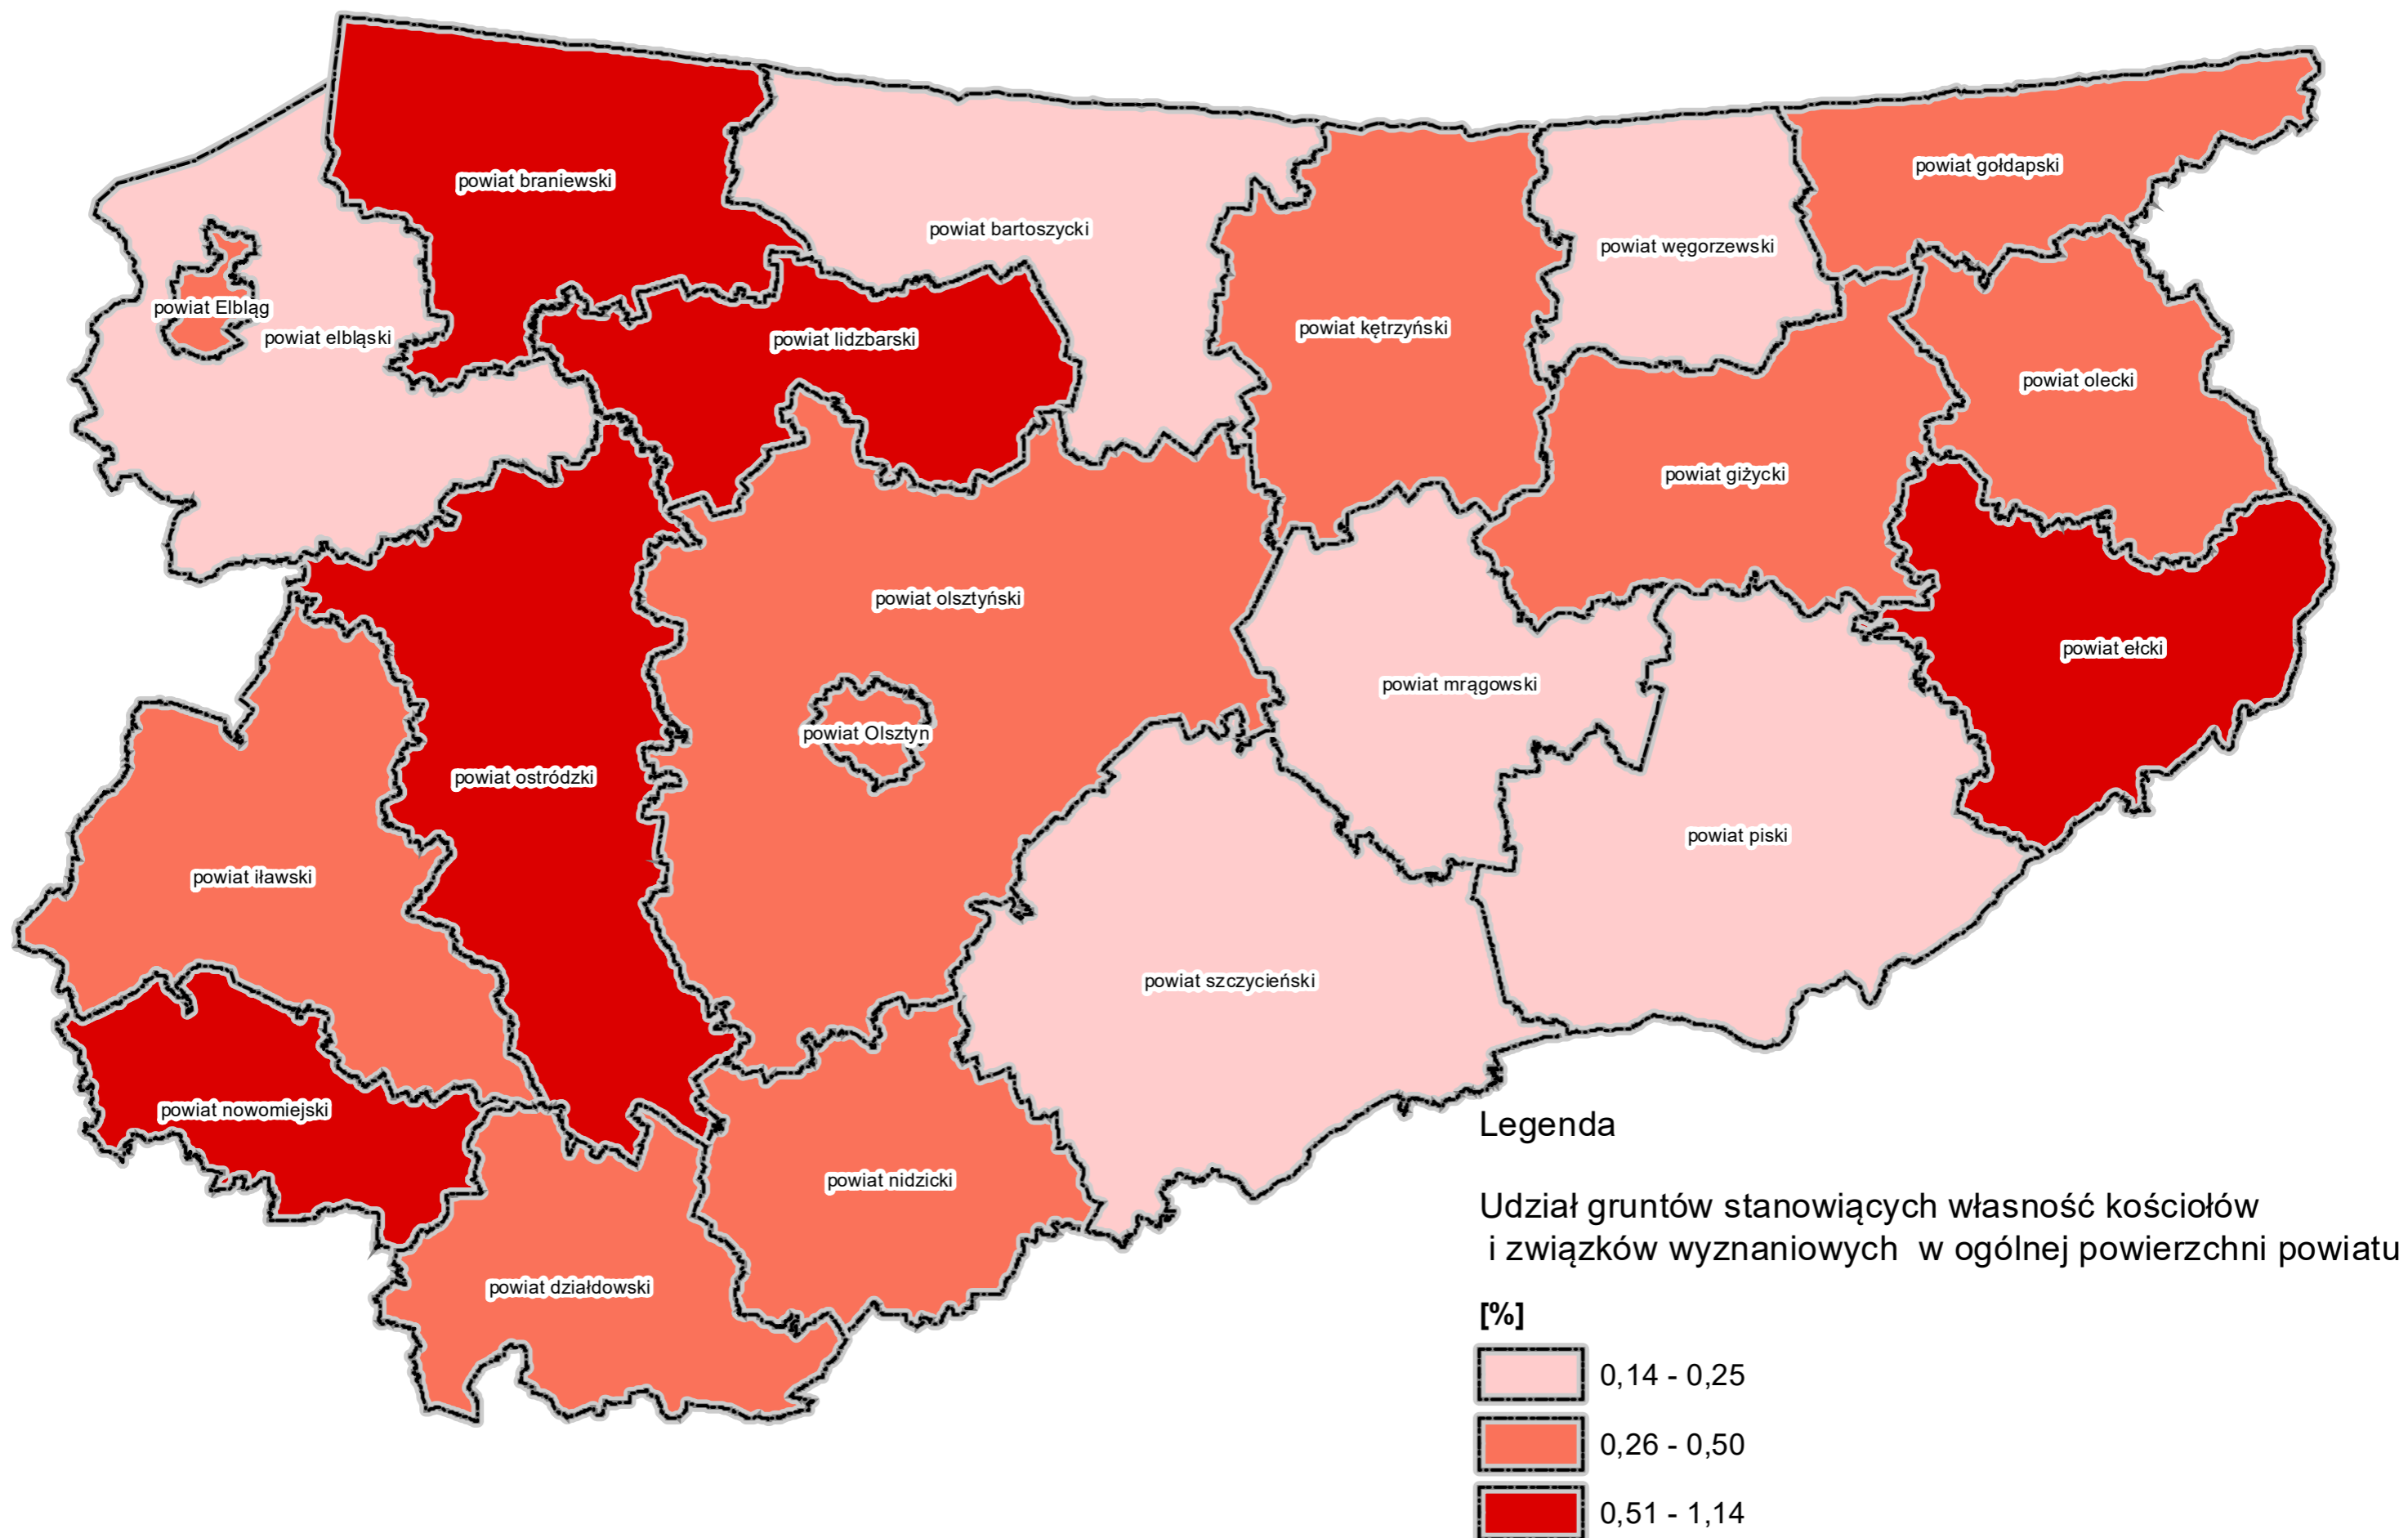 powiat gołdapski
powiat braniewski
powiat bartoszycki
powiat węgorzewski
powiat Elbląg
powiat elbląski
powiat lidzbarski
powiat kętrzyński
powiat olecki
powiat giżycki
powiat olsztyński
powiat ełcki
powiat mrągowski
powiat Olsztyn
powiat ostródzki
powiat piski
powiat iławski
powiat szczycieński
powiat nowomiejski
powiat nidzicki
powiat działdowski
Legenda
Udział gruntów stanowiących własność kościołów
i związków wyznaniowych w ogólnej powierzchni powiatu
[%]
0,14 - 0,25
0,26 - 0,50
0,51 - 1,14